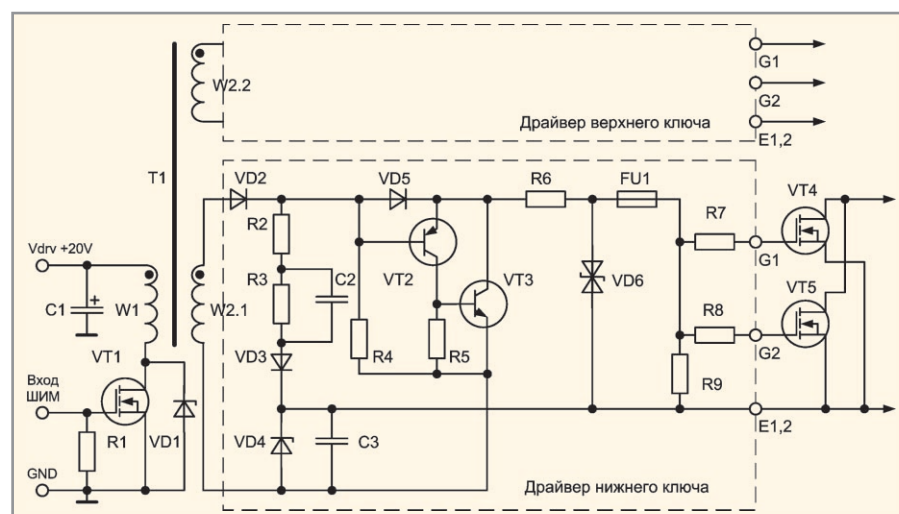 G1
W2.2
G2
Драйвер верхнего ключа
E1,2
T1
VD2
VD5
R6
FU1
VT4
R2
R7
Vdrv +20V
G1
R3
C2
VT2
VT3
VD6
VT5
C1
+
W1
W2.1
R8
VT1
VD3
R4
R5
G2
Вход
ШИМ
R9
R1
VD1
VD4
C3
E1,2
GND
Драйвер нижнего ключа